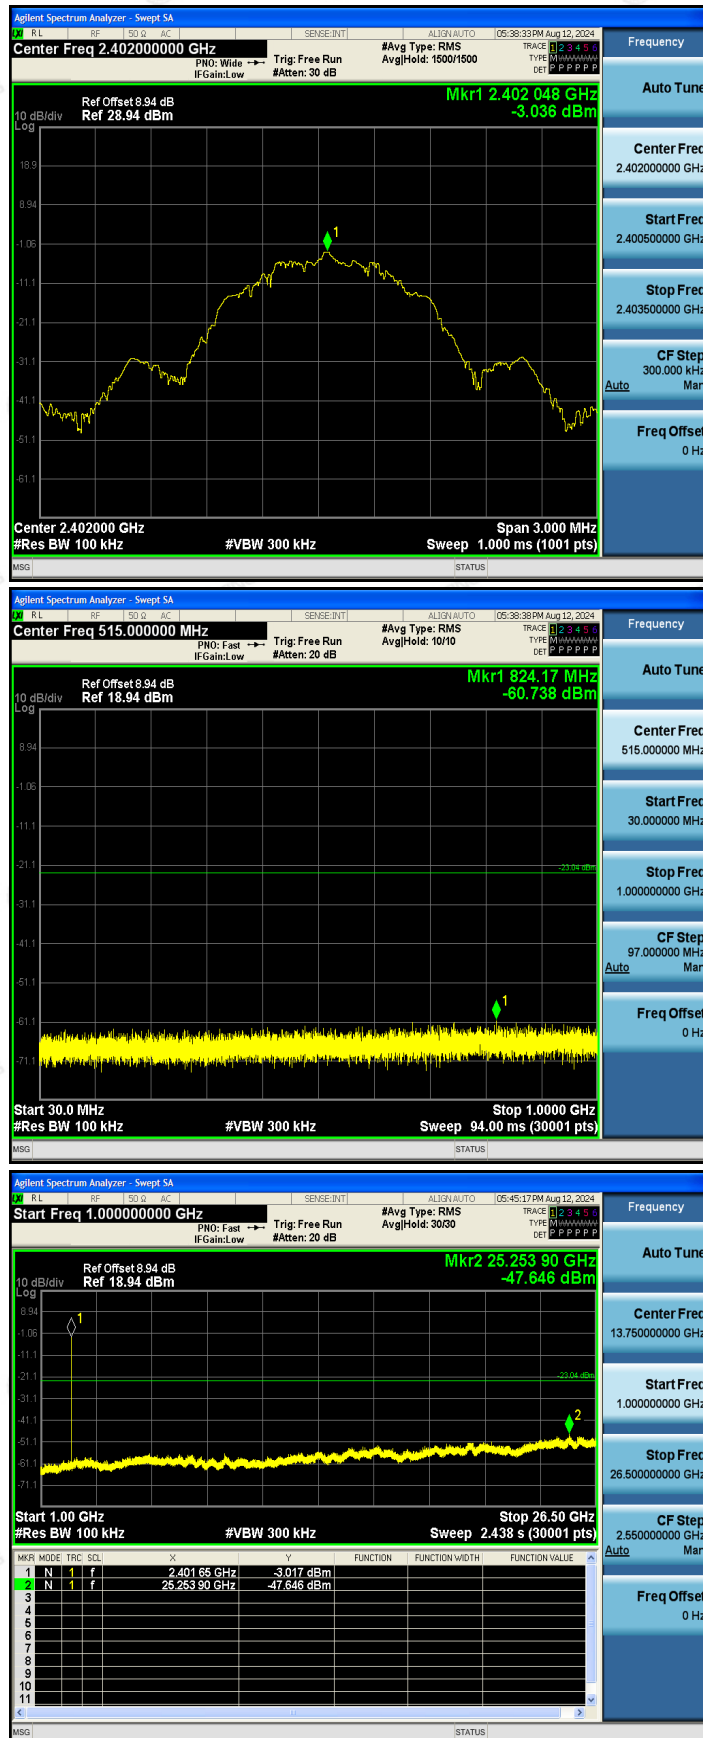 Agilent Spectrum Analyzer - Swept SA
LXI RL RF 50 Ω AC SENSE:INT ALIGN AUTO 05:38:33 PM Aug 12, 2024
Center Freq 2.402000000 GHz
PNO: Wide
IFGain:Low
Trig: Free Run
#Atten: 30 dB
#Avg Type: RMS
Avg|Hold: 1500/1500
TRACE 1 2 3 4 5 6
TYPE M
DET P P P P P P
Ref Offset 8.94 dB
Ref 28.94 dBm
10 dB/div
Log
Mkr1 2.402 048 GHz
-3.036 dBm
18.9
8.94
-1.06
-11.1
-21.1
-31.1
-41.1
-51.1
-61.1
1
Center 2.402000 GHz
Span 3.000 MHz
#Res BW 100 kHz
#VBW 300 kHz
Sweep 1.000 ms (1001 pts)
MSG
STATUS
Frequency
Auto Tune
Center Freq
2.402000000 GHz
Start Freq
2.400500000 GHz
Stop Freq
2.403500000 GHz
CF Step
300.000 kHz
Auto Man
Freq Offset
0 Hz
Agilent Spectrum Analyzer - Swept SA
LXI RL RF 50 Ω AC SENSE:INT ALIGN AUTO 05:38:38 PM Aug 12, 2024
Center Freq 515.000000 MHz
PNO: Fast
IFGain:Low
Trig: Free Run
#Atten: 20 dB
#Avg Type: RMS
Avg|Hold: 10/10
TRACE 1 2 3 4 5 6
TYPE M
DET P P P P P P
Ref Offset 8.94 dB
Ref 18.94 dBm
10 dB/div
Log
Mkr1 824.17 MHz
-60.738 dBm
8.94
-1.06
-11.1
-21.1
-31.1
-41.1
-51.1
-61.1
-71.1
-23.04 dBm
1
Start 30.0 MHz
Stop 1.0000 GHz
#Res BW 100 kHz
#VBW 300 kHz
Sweep 94.00 ms (30001 pts)
MSG
STATUS
Frequency
Auto Tune
Center Freq
515.000000 MHz
Start Freq
30.000000 MHz
Stop Freq
1.000000000 GHz
CF Step
97.000000 MHz
Auto Man
Freq Offset
0 Hz
Agilent Spectrum Analyzer - Swept SA
LXI RL RF 50 Ω AC SENSE:INT ALIGN AUTO 05:45:17 PM Aug 12, 2024
Start Freq 1.000000000 GHz
PNO: Fast
IFGain:Low
Trig: Free Run
#Atten: 20 dB
#Avg Type: RMS
Avg|Hold: 30/30
TRACE 1 2 3 4 5 6
TYPE M
DET P P P P P P
Ref Offset 8.94 dB
Ref 18.94 dBm
10 dB/div
Log
Mkr2 25.253 90 GHz
-47.646 dBm
8.94
-1.06
-11.1
-21.1
-31.1
-41.1
-51.1
-61.1
-71.1
-23.04 dBm
1
2
Start 1.00 GHz
Stop 26.50 GHz
#Res BW 100 kHz
#VBW 300 kHz
Sweep 2.438 s (30001 pts)
MKR MODE TRC SCL X Y FUNCTION FUNCTION WIDTH FUNCTION VALUE
1 N 1 f 2.401 65 GHz -3.017 dBm
2 N 1 f 25.253 90 GHz -47.646 dBm
3
4
5
6
7
8
9
10
11
MSG
STATUS
Frequency
Auto Tune
Center Freq
13.750000000 GHz
Start Freq
1.000000000 GHz
Stop Freq
26.500000000 GHz
CF Step
2.550000000 GHz
Auto Man
Freq Offset
0 Hz